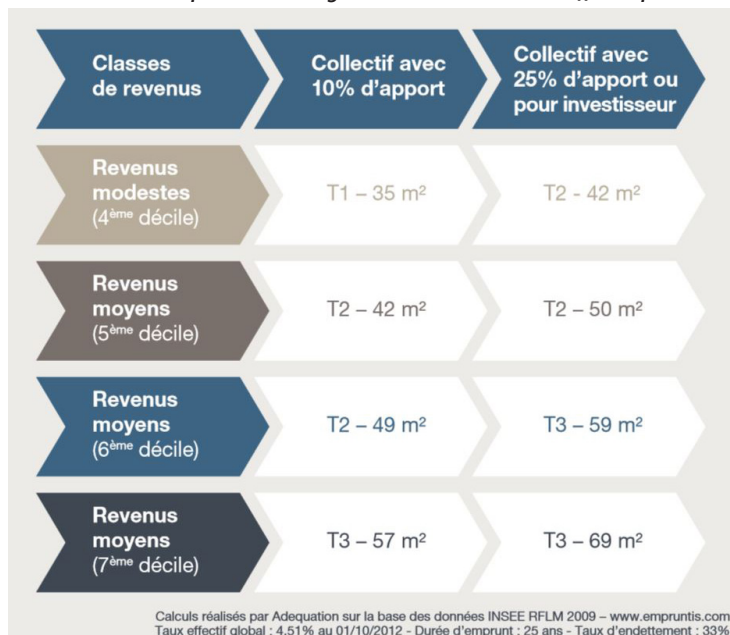 Classes
de revenus
Collectif avec
10% d'apport
Collectif avec
25% d'apport ou
pour investisseur
Revenus
modestes
(4ème décile)
T1 – 35 m²
T2 - 42 m²
Revenus
moyens
(5ème décile)
T2 – 42 m²
T2 – 50 m²
Revenus
moyens
(6ème décile)
T2 – 49 m²
T3 – 59 m²
Revenus
moyens
(7ème décile)
T3 – 57 m²
T3 – 69 m²
Calculs réalisés par Adequation sur la base des données INSEE RFLM 2009 – www.empruntis.com
Taux effectif global : 4,51% au 01/10/2012 - Durée d'emprunt : 25 ans - Taux d'endettement : 33%